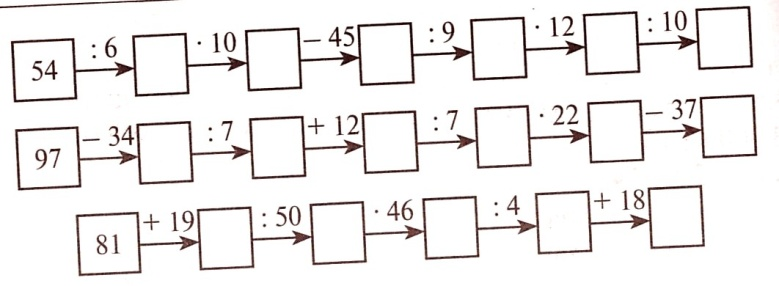 54 : 6 · 10 − 45 : 9 · 12 : 10
97 − 34 : 7 + 12 : 7 · 22 − 37
81 + 19 : 50 · 46 : 4 + 18